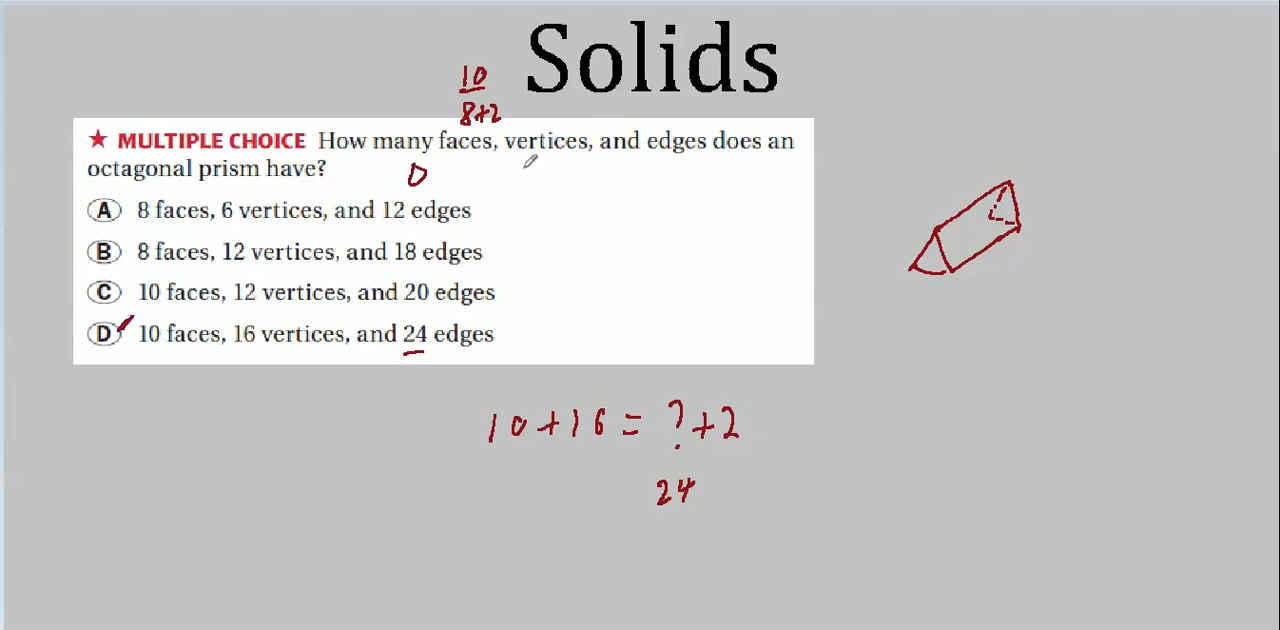 Solids
10
8+2
★ MULTIPLE CHOICE How many faces, vertices, and edges does an
octagonal prism have?
A 8 faces, 6 vertices, and 12 edges
B 8 faces, 12 vertices, and 18 edges
C 10 faces, 12 vertices, and 20 edges
D 10 faces, 16 vertices, and 24 edges
10+16 = ?+2
24